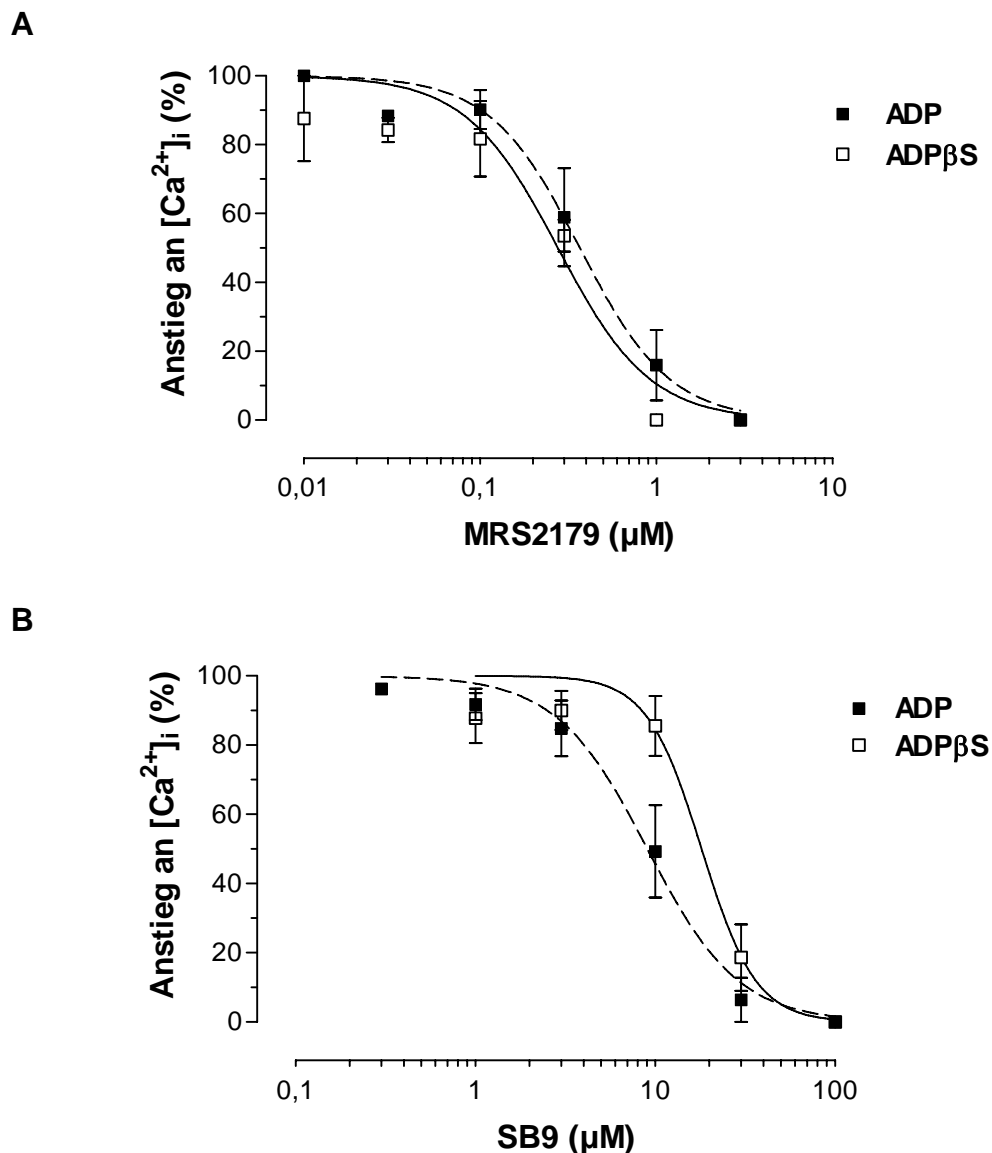 A
Anstieg an [Ca²⁺]i (%)
100
80
60
40
20
0
0,01
0,1
1
10
MRS2179 (µM)
ADP
ADPβS
B
Anstieg an [Ca²⁺]i (%)
100
80
60
40
20
0
0,1
1
10
100
SB9 (µM)
ADP
ADPβS